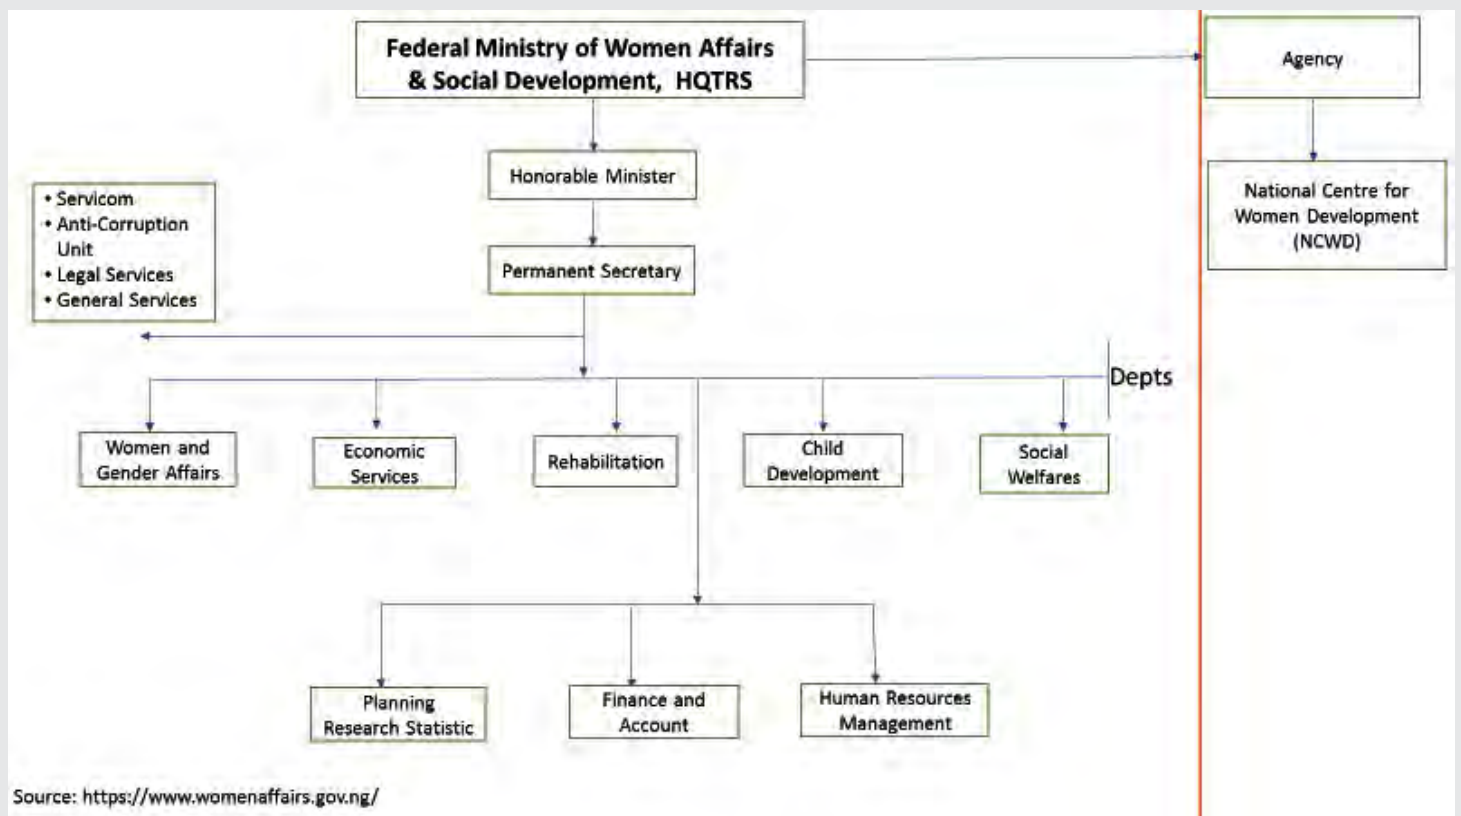 Federal Ministry of Women Affairs
& Social Development, HQTRS
Agency
Honorable Minister
National Centre for
Women Development
(NCWD)
• Servicom
• Anti-Corruption
Unit
• Legal Services
• General Services
Permanent Secretary
Depts
Women and
Gender Affairs
Economic
Services
Rehabilitation
Child
Development
Social
Welfares
Planning
Research Statistic
Finance and
Account
Human Resources
Management
Source: https://www.womenaffairs.gov.ng/